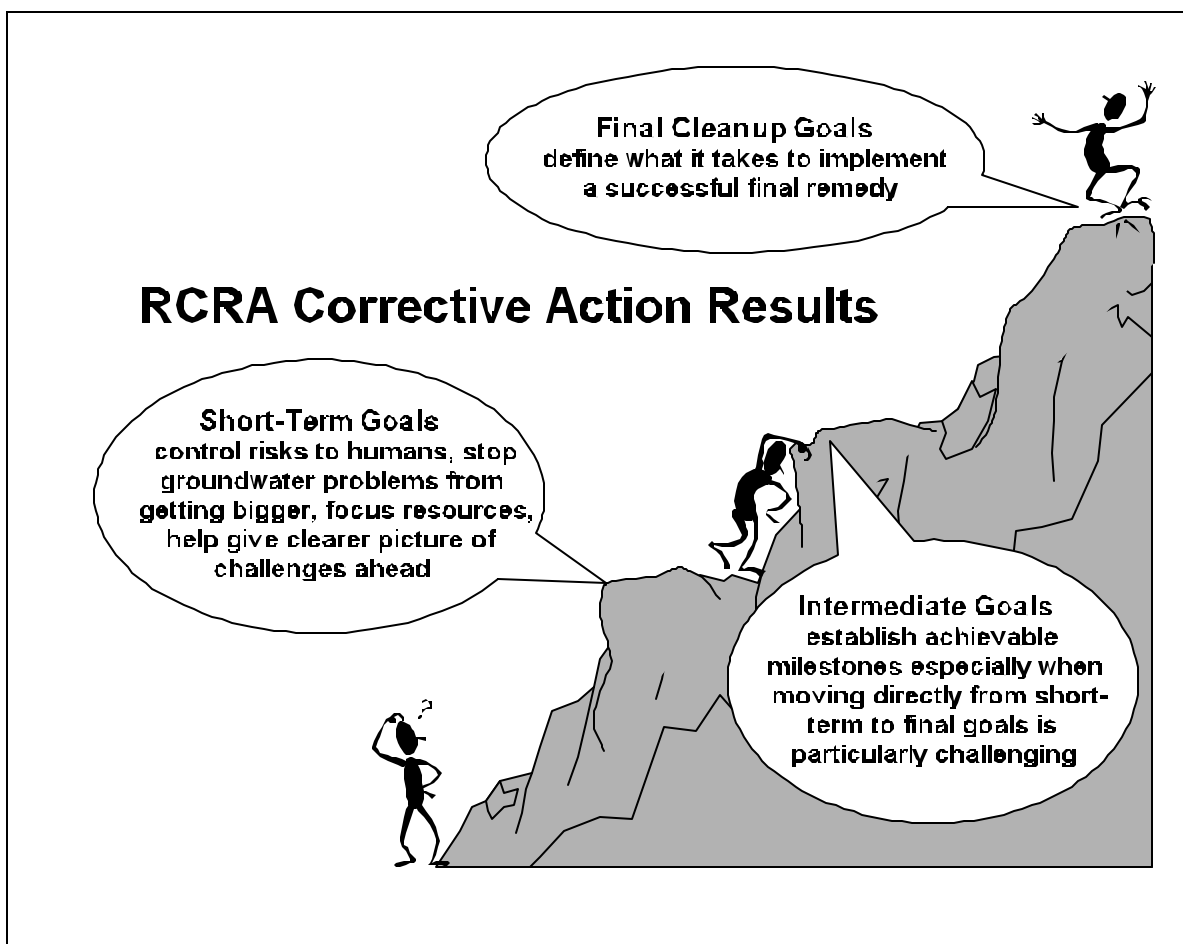 Final Cleanup Goals
define what it takes to implement
a successful final remedy
RCRA Corrective Action Results
Short-Term Goals
control risks to humans, stop
groundwater problems from
getting bigger, focus resources,
help give clearer picture of
challenges ahead
Intermediate Goals
establish achievable
milestones especially when
moving directly from short-
term to final goals is
particularly challenging